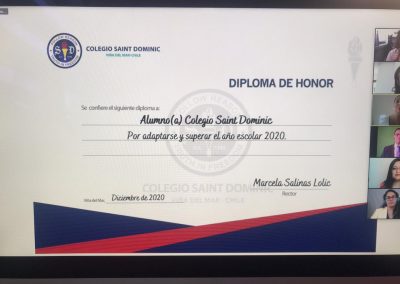 COLEGIO SAINT DOMINIC
VIÑA DEL MAR·CHILE
DIPLOMA DE HONOR
Se confiere el siguiente diploma a:
Alumno(a) Colegio Saint Dominic
Por adaptarse y superar el año escolar 2020.
COLEGIO SAINT DOMINIC
VIÑA DEL MAR · CHILE
Marcela Salinas Lolic
Rector
Viña del Mar, Diciembre de 2020